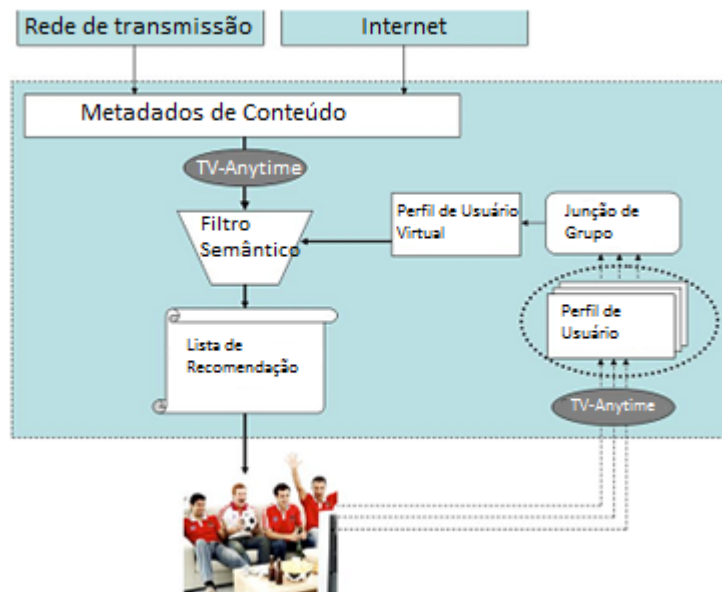 Rede de transmissão
Internet
Metadados de Conteúdo
TV-Anytime
Filtro
Semântico
Perfil de Usuário
Virtual
Junção de
Grupo
Perfil de
Usuário
Lista de
Recomendação
TV-Anytime